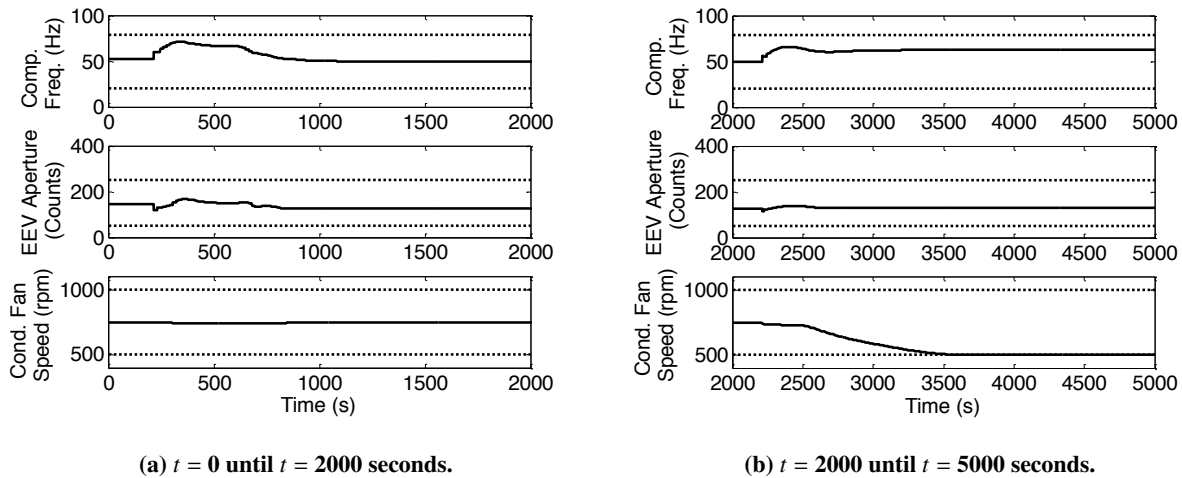 Comp.
Freq. (Hz)
100
50
0
0 500 1000 1500 2000
EEV Aperture
(Counts)
400
200
0
0 500 1000 1500 2000
Cond. Fan
Speed (rpm)
1000
500
0 500 1000 1500 2000
Time (s)
(a) t = 0 until t = 2000 seconds.
Comp.
Freq. (Hz)
100
50
0
2000 2500 3000 3500 4000 4500 5000
EEV Aperture
(Counts)
400
200
0
2000 2500 3000 3500 4000 4500 5000
Cond. Fan
Speed (rpm)
1000
500
2000 2500 3000 3500 4000 4500 5000
Time (s)
(b) t = 2000 until t = 5000 seconds.